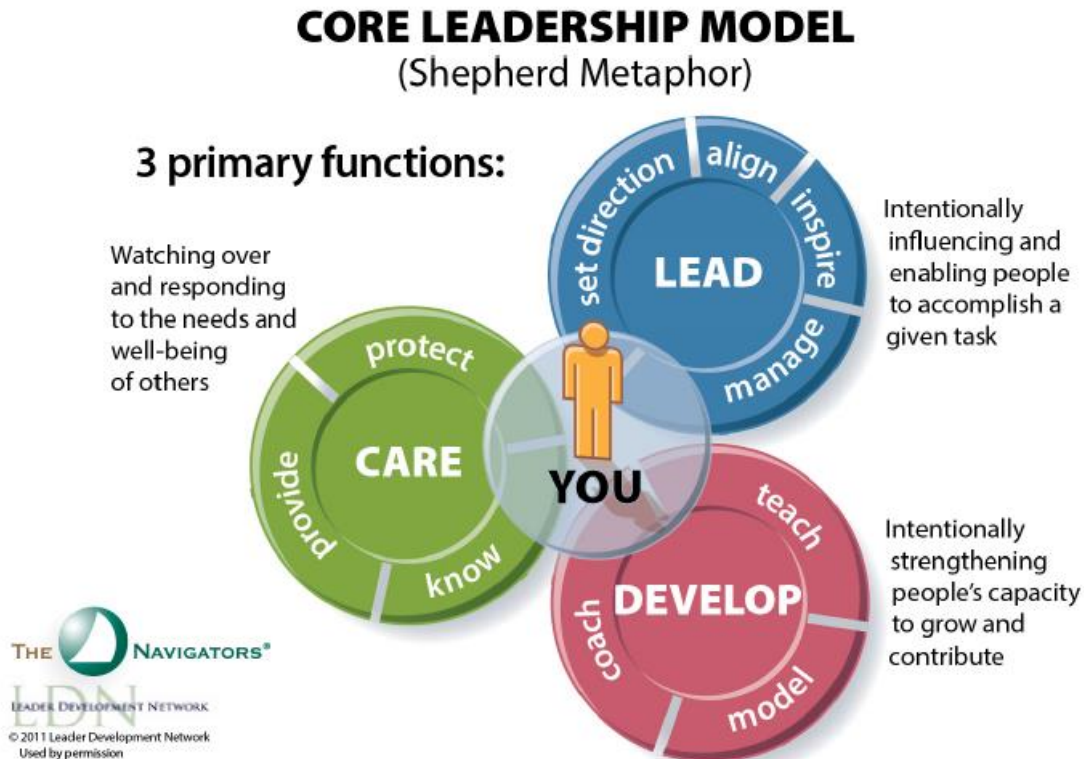 CORE LEADERSHIP MODEL
(Shepherd Metaphor)
3 primary functions:
Watching over
and responding
to the needs and
well-being
of others
set direction
align
inspire
manage
LEAD
Intentionally
influencing and
enabling people
to accomplish a
given task
protect
provide
know
CARE
YOU
teach
model
coach
DEVELOP
Intentionally
strengthening
people's capacity
to grow and
contribute
THE NAVIGATORS®
LDN
LEADER DEVELOPMENT NETWORK
© 2011 Leader Development Network
Used by permission